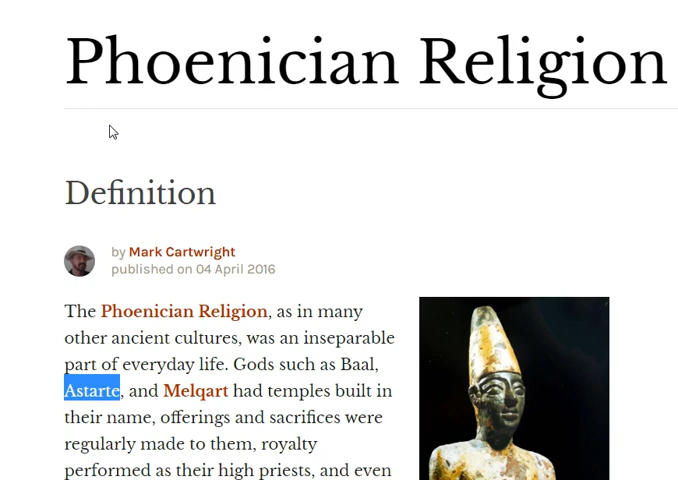 Phoenician Religion
Definition
by Mark Cartwright
published on 04 April 2016
The Phoenician Religion, as in many
other ancient cultures, was an inseparable
part of everyday life. Gods such as Baal,
Astarte, and Melqart had temples built in
their name, offerings and sacrifices were
regularly made to them, royalty
performed as their high priests, and even